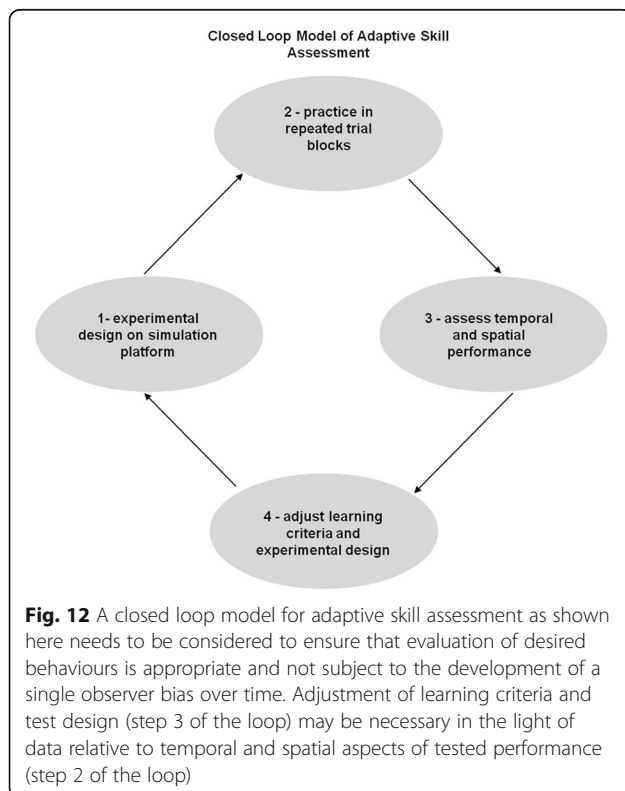 Closed Loop Model of Adaptive Skill
Assessment
2 - practice in
repeated trial
blocks
1- experimental
design on simulation
platform
3 - assess temporal
and spatial
performance
4 - adjust learning
criteria and
experimental design
Fig. 12 A closed loop model for adaptive skill assessment as shown
here needs to be considered to ensure that evaluation of desired
behaviours is appropriate and not subject to the development of a
single observer bias over time. Adjustment of learning criteria and
test design (step 3 of the loop) may be necessary in the light of
data relative to temporal and spatial aspects of tested performance
(step 2 of the loop)